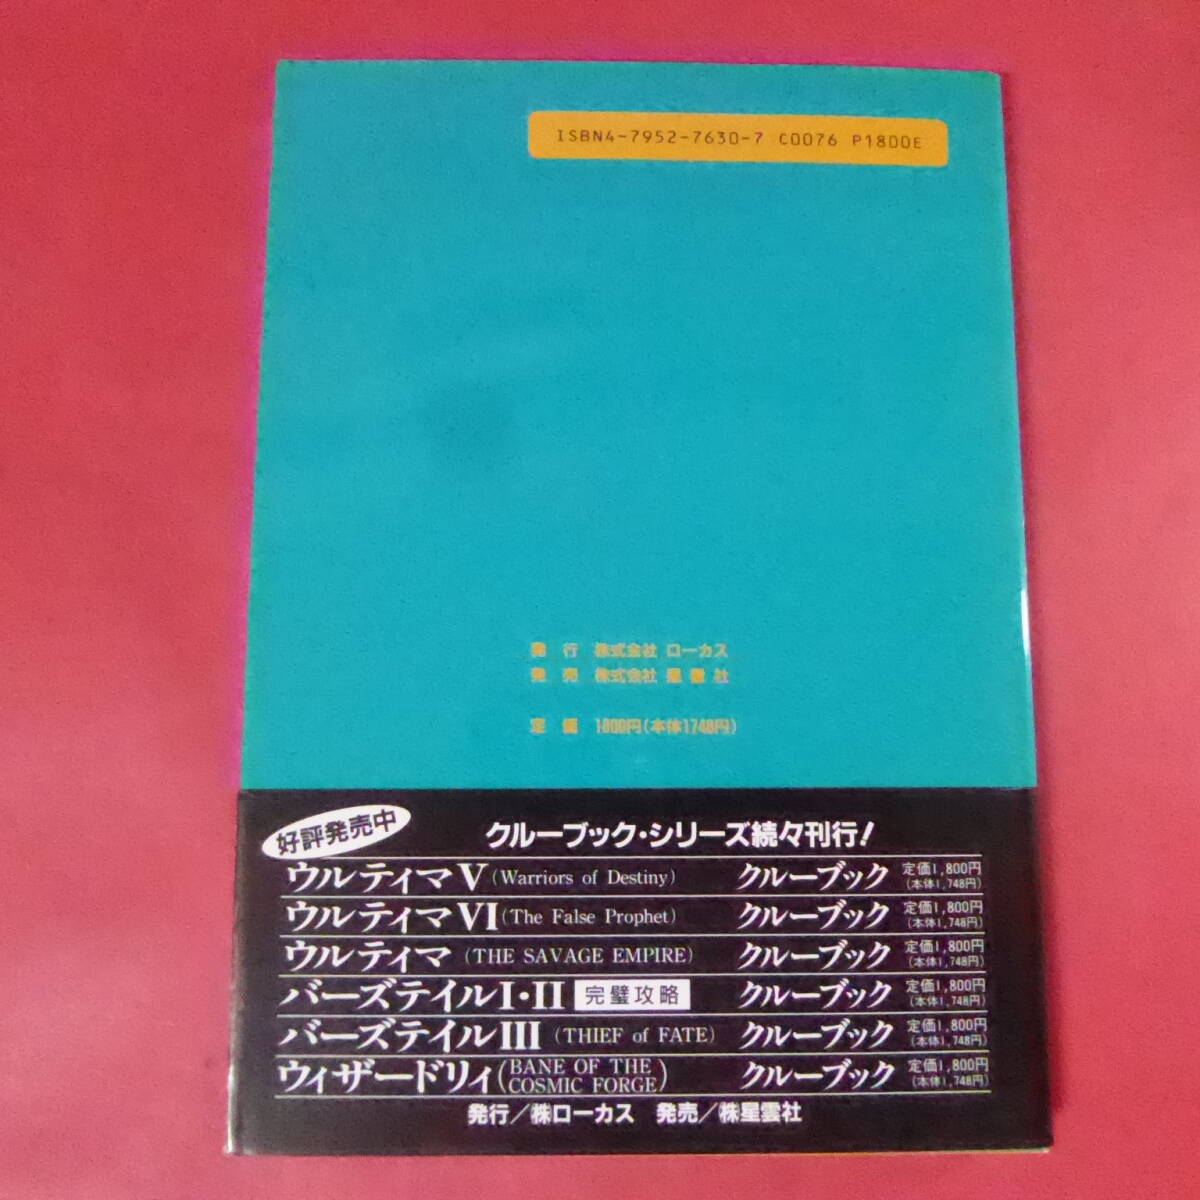 ISBN4-7952-7630-7 C0076 P1800E
発 行 株式会社 ローカス
発 売 株式会社 星雲社
定 価 1800円(本体1748円)
好評発売中
クルーブック・シリーズ続々刊行!
ウルティマV(Warriors of Destiny) クルーブック 定価1,800円(本体1,748円)
ウルティマVI(The False Prophet) クルーブック 定価1,800円(本体1,748円)
ウルティマ(THE SAVAGE EMPIRE) クルーブック 定価1,800円(本体1,748円)
バーズテイルI・II 完璧攻略 クルーブック 定価1,800円(本体1,748円)
バーズテイルIII(THIEF of FATE) クルーブック 定価1,800円(本体1,748円)
ウィザードリィ(BANE OF THE COSMIC FORGE) クルーブック 定価1,800円(本体1,748円)
発行/㈱ローカス 発売/㈱星雲社